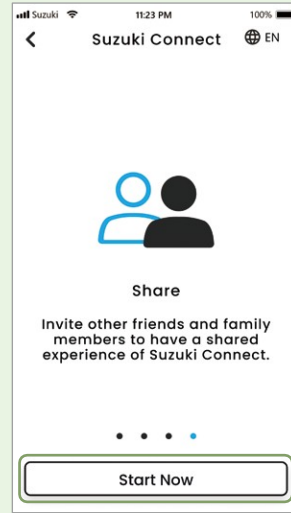 Suzuki 11:23 PM 100%
Suzuki Connect EN
Share
Invite other friends and family
members to have a shared
experience of Suzuki Connect.
Start Now